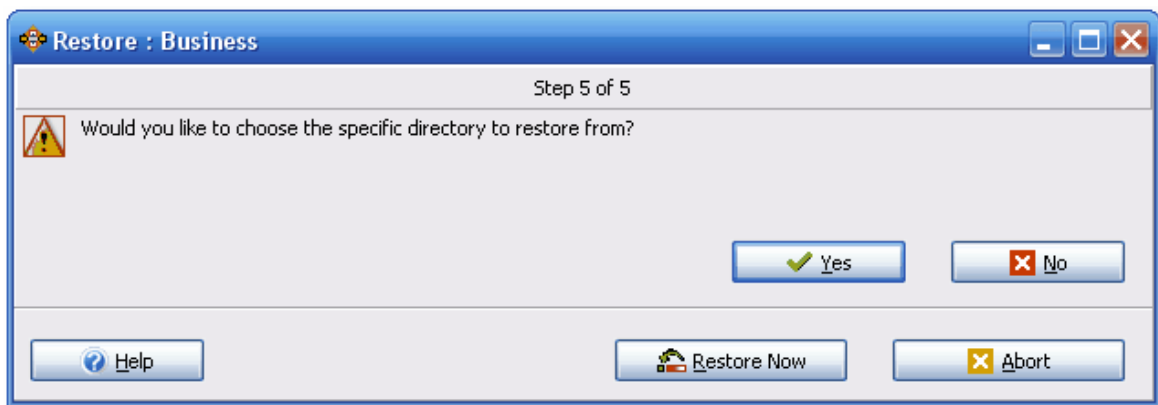 Restore : Business
Step 5 of 5
Would you like to choose the specific directory to restore from?
Yes
No
Help
Restore Now
Abort